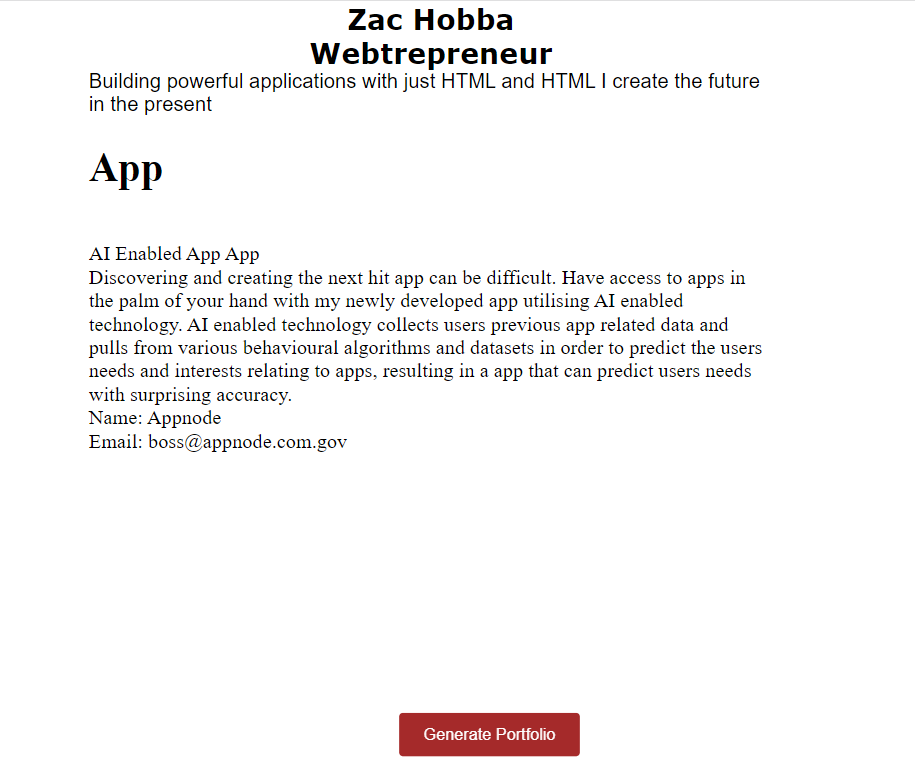 Zac Hobba
Webtrepreneur
Building powerful applications with just HTML and HTML I create the future
in the present
App
AI Enabled App App
Discovering and creating the next hit app can be difficult. Have access to apps in
the palm of your hand with my newly developed app utilising AI enabled
technology. AI enabled technology collects users previous app related data and
pulls from various behavioural algorithms and datasets in order to predict the users
needs and interests relating to apps, resulting in a app that can predict users needs
with surprising accuracy.
Name: Appnode
Email: boss@appnode.com.gov
Generate Portfolio